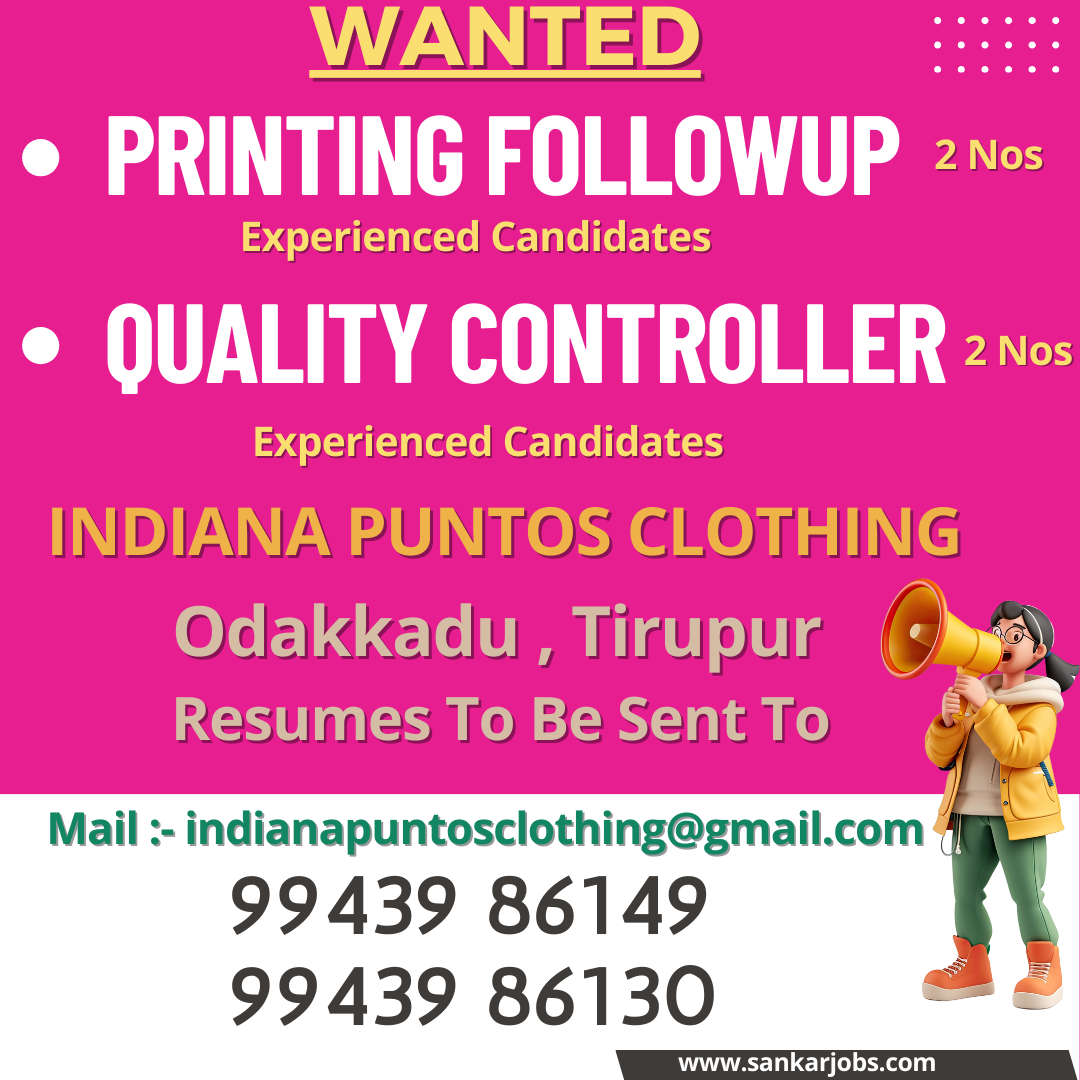 WANTED
• PRINTING FOLLOWUP 2 Nos
Experienced Candidates
• QUALITY CONTROLLER 2 Nos
Experienced Candidates
INDIANA PUNTOS CLOTHING
Odakkadu , Tirupur
Resumes To Be Sent To
Mail :- indianapuntosclothing@gmail.com
99439 86149
99439 86130
www.sankarjobs.com